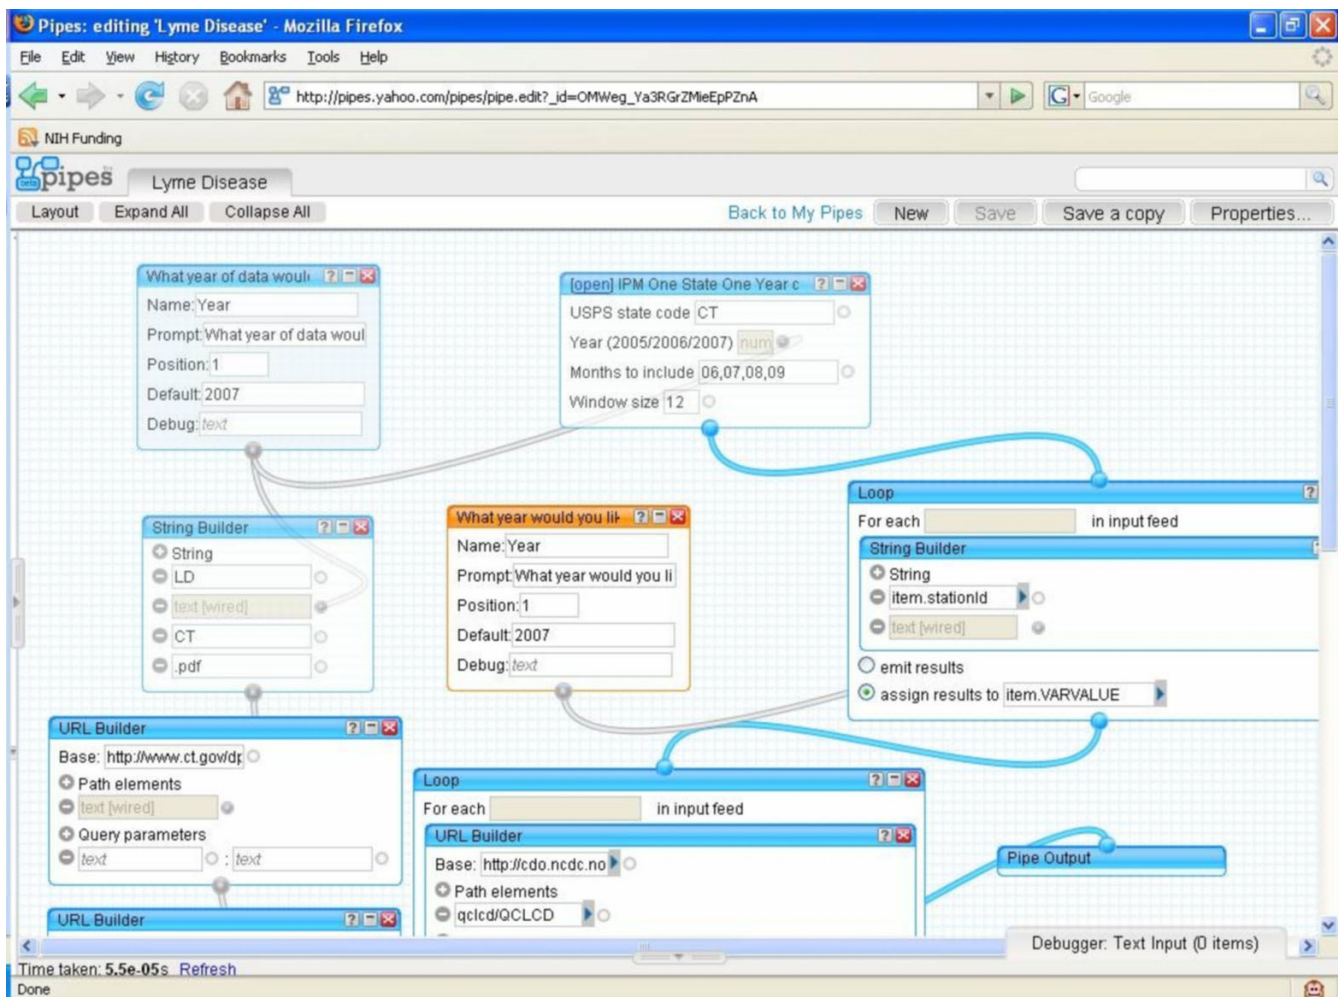 Pipes: editing 'Lyme Disease' - Mozilla Firefox
File Edit View History Bookmarks Tools Help
http://pipes.yahoo.com/pipes/pipe.edit?_id=OMWeg_Ya3RGrZMieEpPZnA
G Google
NIH Funding
pipes Lyme Disease
Layout Expand All Collapse All Back to My Pipes New Save Save a copy Properties...
What year of data woul
Name: Year
Prompt: What year of data woul
Position: 1
Default: 2007
Debug: text
[open] IPM One State One Year c
USPS state code CT
Year (2005/2006/2007) num
Months to include 06,07,08,09
Window size 12
String Builder
String
LD
text [wired]
CT
.pdf
What year would you lik
Name: Year
Prompt: What year would you li
Position: 1
Default: 2007
Debug: text
Loop
For each in input feed
String Builder
String
item.stationId
text [wired]
emit results
assign results to item.VARVALUE
URL Builder
Base: http://www.ct.gov/dp
Path elements
text [wired]
Query parameters
text : text
URL Builder
Loop
For each in input feed
URL Builder
Base: http://cdo.ncdc.no
Path elements
qclcd/QCLCD
Pipe Output
Debugger: Text Input (0 items)
Time taken: 5.5e-05s Refresh
Done